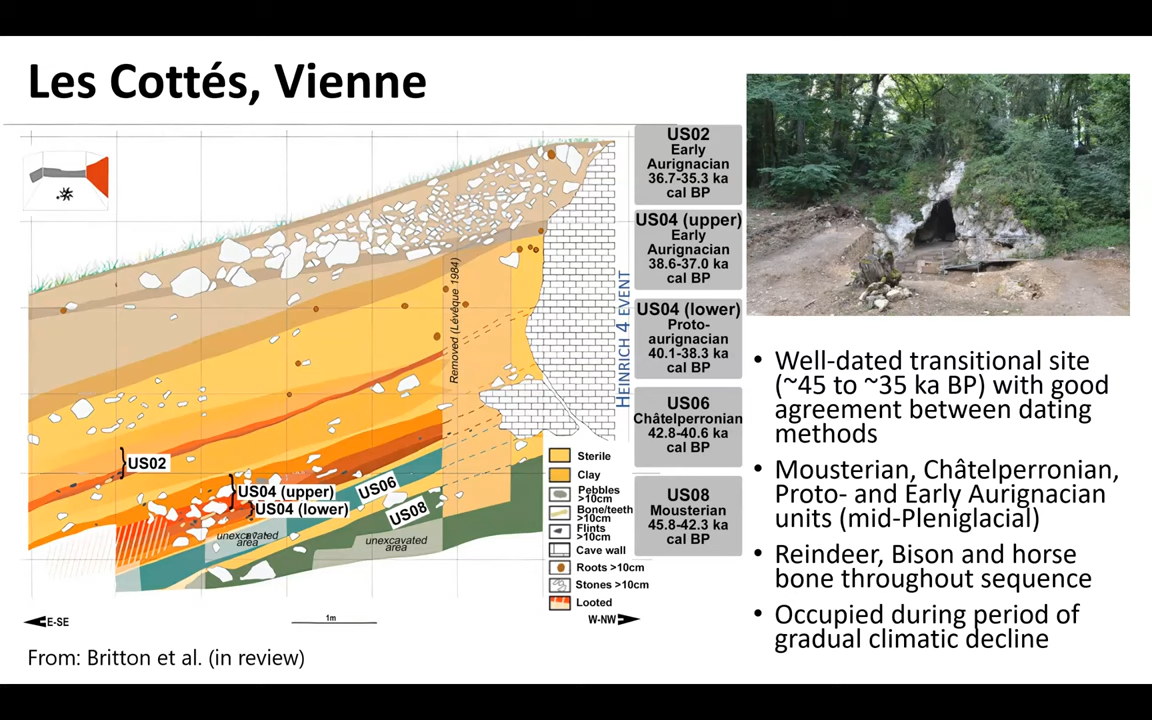 Les Cottés, Vienne
US02
Early
Aurignacian
36.7-35.3 ka
cal BP
US04 (upper)
Early
Aurignacian
38.6-37.0 ka
cal BP
US04 (lower)
Proto-
aurignacian
40.1-38.3 ka
cal BP
US06
Châtelperronian
42.8-40.6 ka
cal BP
US08
Mousterian
45.8-42.3 ka
cal BP
HEINRICH 4 EVENT
Removed (Lévêque 1984)
US02
US04 (upper)
US04 (lower)
US06
US08
unexcavated
area
unexcavated
area
Sterile
Clay
Pebbles
>10cm
Bone/teeth
>10cm
Flints
>10cm
Cave wall
Roots >10cm
Stones >10cm
Looted
E-SE
1m
W-NW
From: Britton et al. (in review)
• Well-dated transitional site
(~45 to ~35 ka BP) with good
agreement between dating
methods
• Mousterian, Châtelperronian,
Proto- and Early Aurignacian
units (mid-Pleniglacial)
• Reindeer, Bison and horse
bone throughout sequence
• Occupied during period of
gradual climatic decline